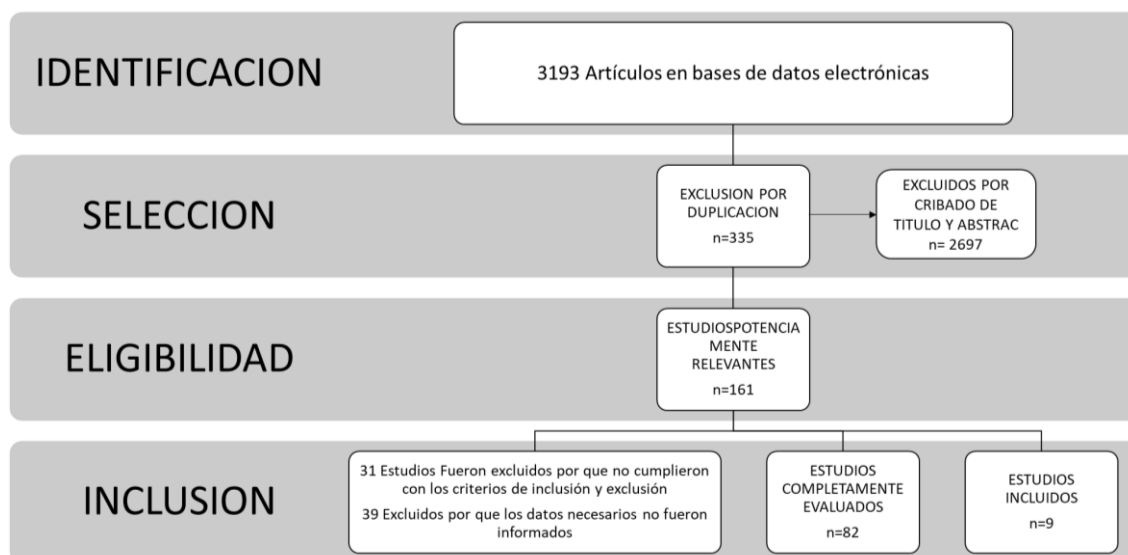 IDENTIFICACION
3193 Artículos en bases de datos electrónicas
SELECCION
EXCLUSION POR
DUPLICACION
n=335
EXCLUIDOS POR
CRIBADO DE
TITULO Y ABSTRAC
n= 2697
ELIGIBILIDAD
ESTUDIOSPOTENCIA
MENTE
RELEVANTES
n=161
INCLUSION
31 Estudios Fueron excluidos por que no cumplieron
con los criterios de inclusión y exclusión
39 Excluidos por que los datos necesarios no fueron
informados
ESTUDIOS
COMPLETAMENTE
EVALUADOS
n=82
ESTUDIOS
INCLUIDOS
n=9